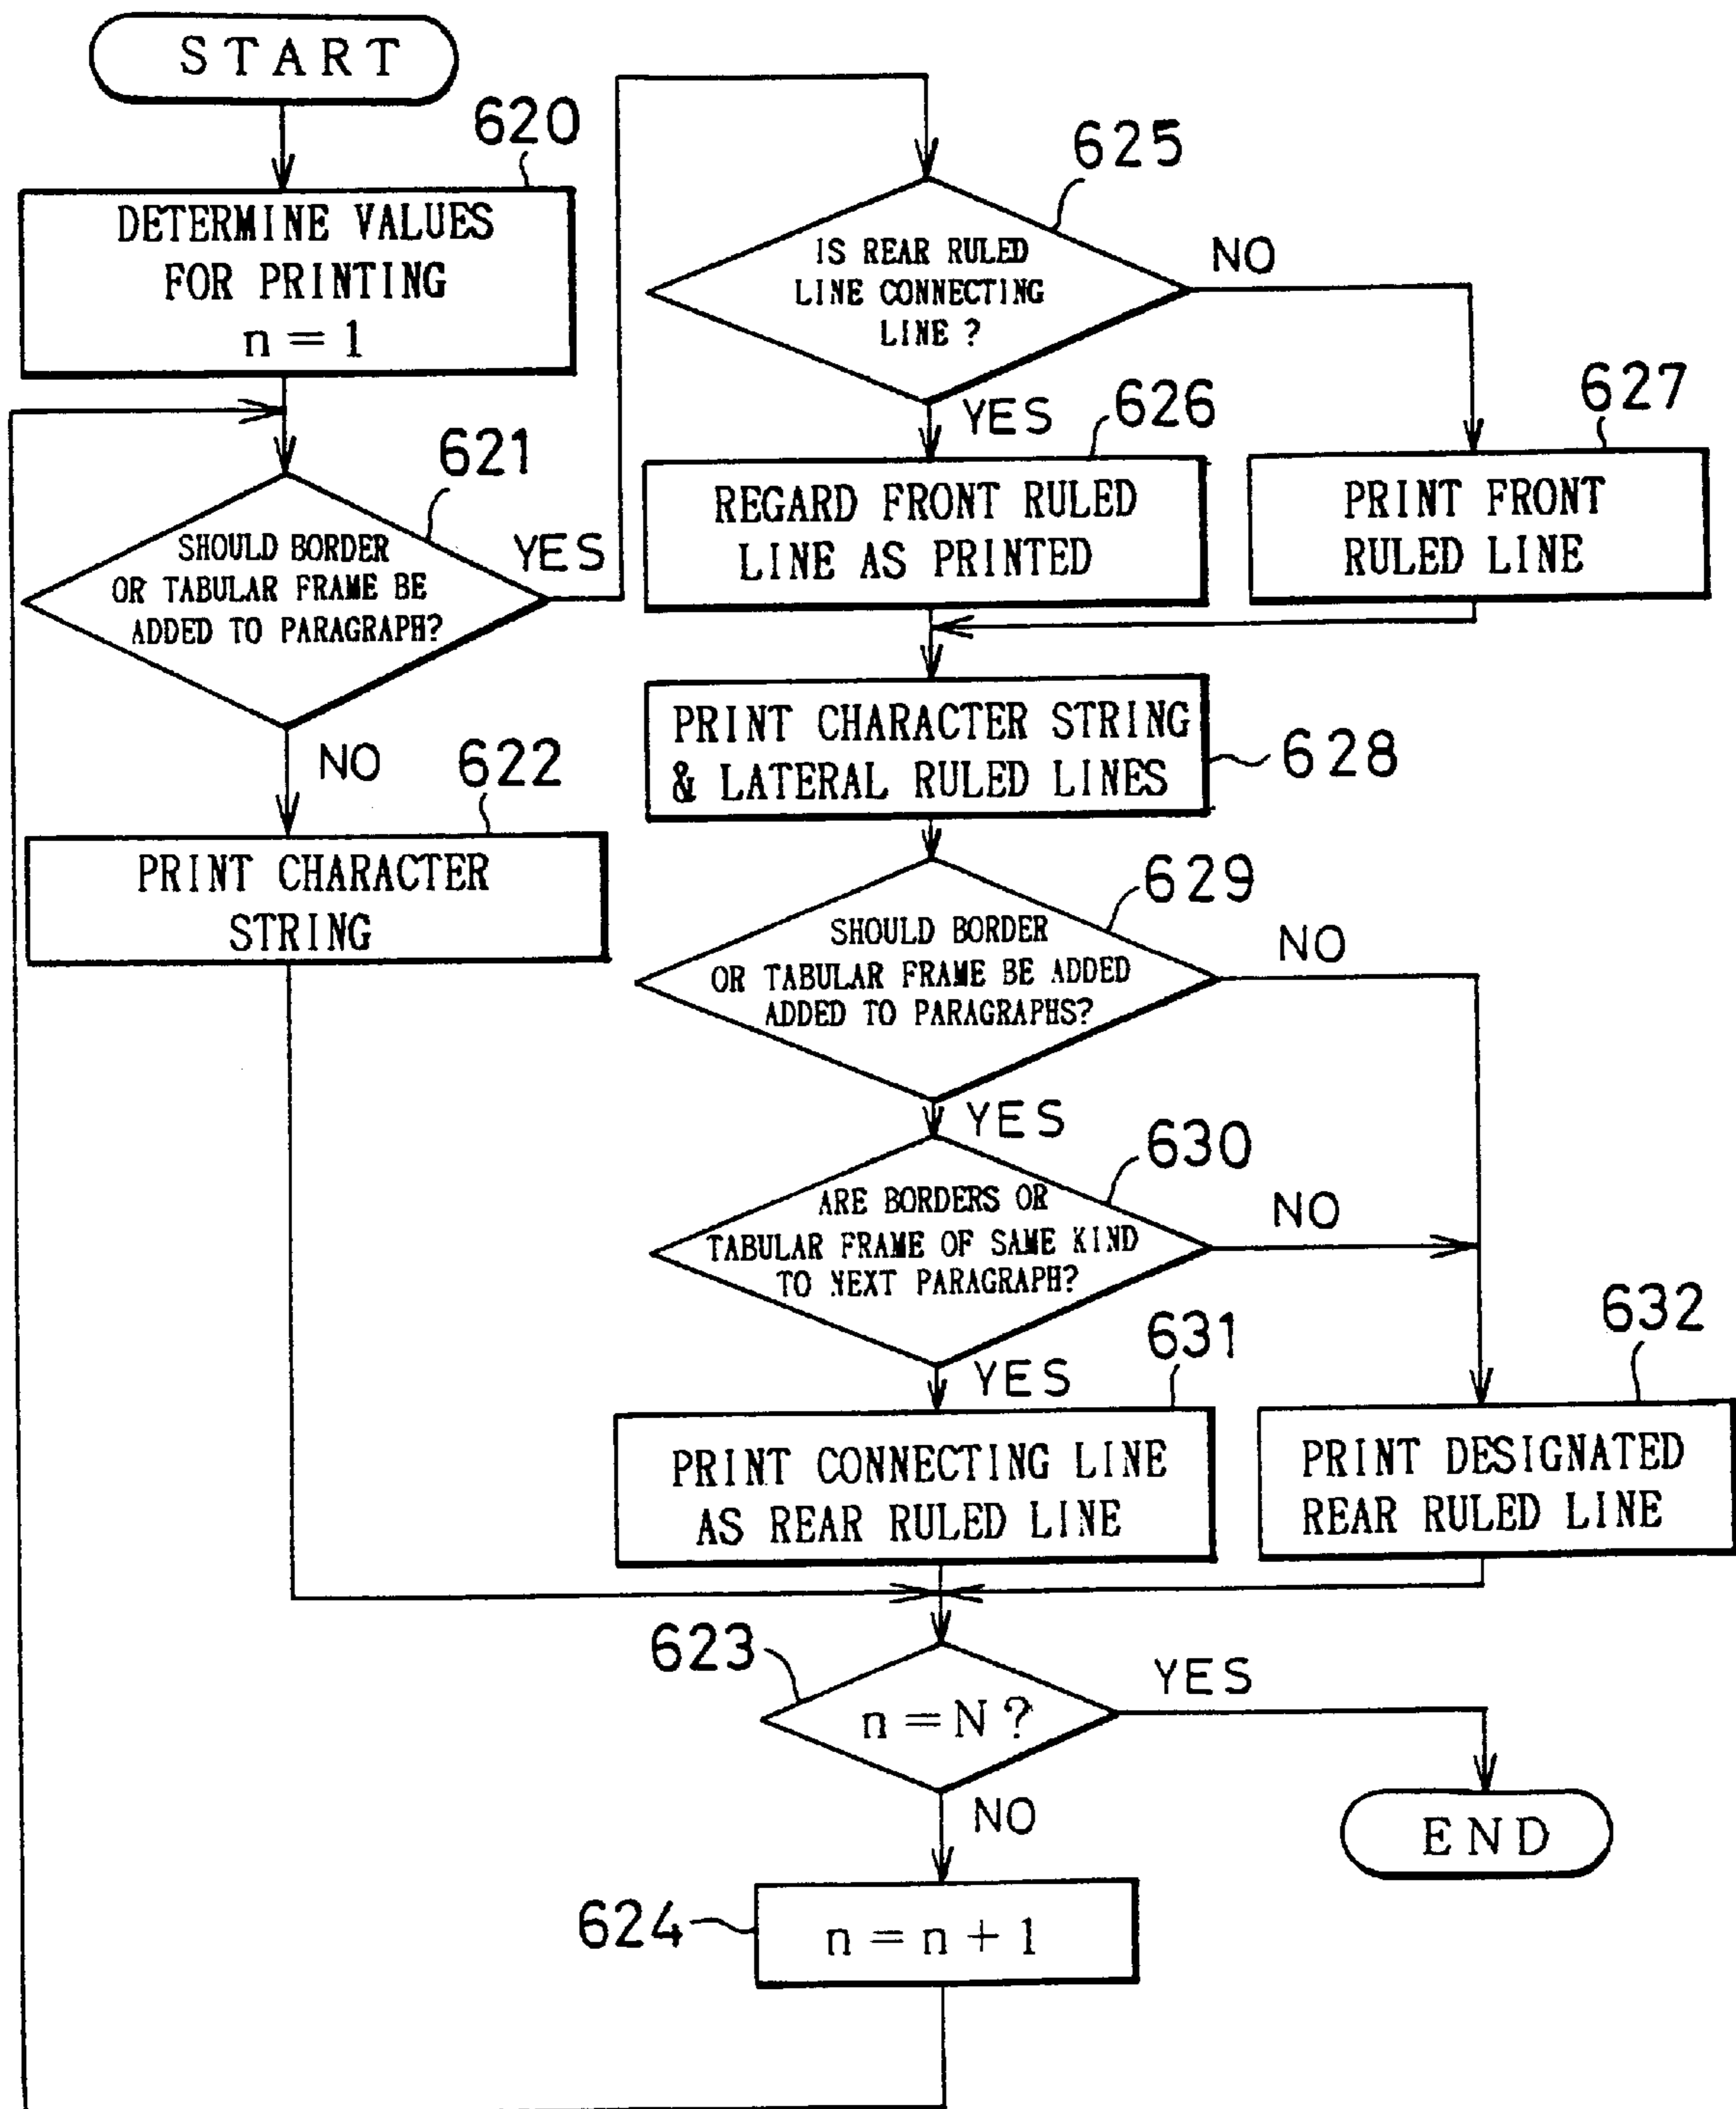 START
620
DETERMINE VALUES
FOR PRINTING
n = 1
621
SHOULD BORDER
OR TABULAR FRAME BE
ADDED TO PARAGRAPH?
YES
NO
622
PRINT CHARACTER
STRING
625
IS REAR RULED
LINE CONNECTING
LINE ?
NO
YES
626
REGARD FRONT RULED
LINE AS PRINTED
627
PRINT FRONT
RULED LINE
PRINT CHARACTER STRING
& LATERAL RULED LINES
628
629
SHOULD BORDER
OR TABULAR FRAME BE ADDED
ADDED TO PARAGRAPHS?
NO
YES
630
ARE BORDERS OR
TABULAR FRAME OF SAME KIND
TO NEXT PARAGRAPH?
NO
YES
631
PRINT CONNECTING LINE
AS REAR RULED LINE
632
PRINT DESIGNATED
REAR RULED LINE
623
n = N ?
YES
NO
END
624
n = n + 1